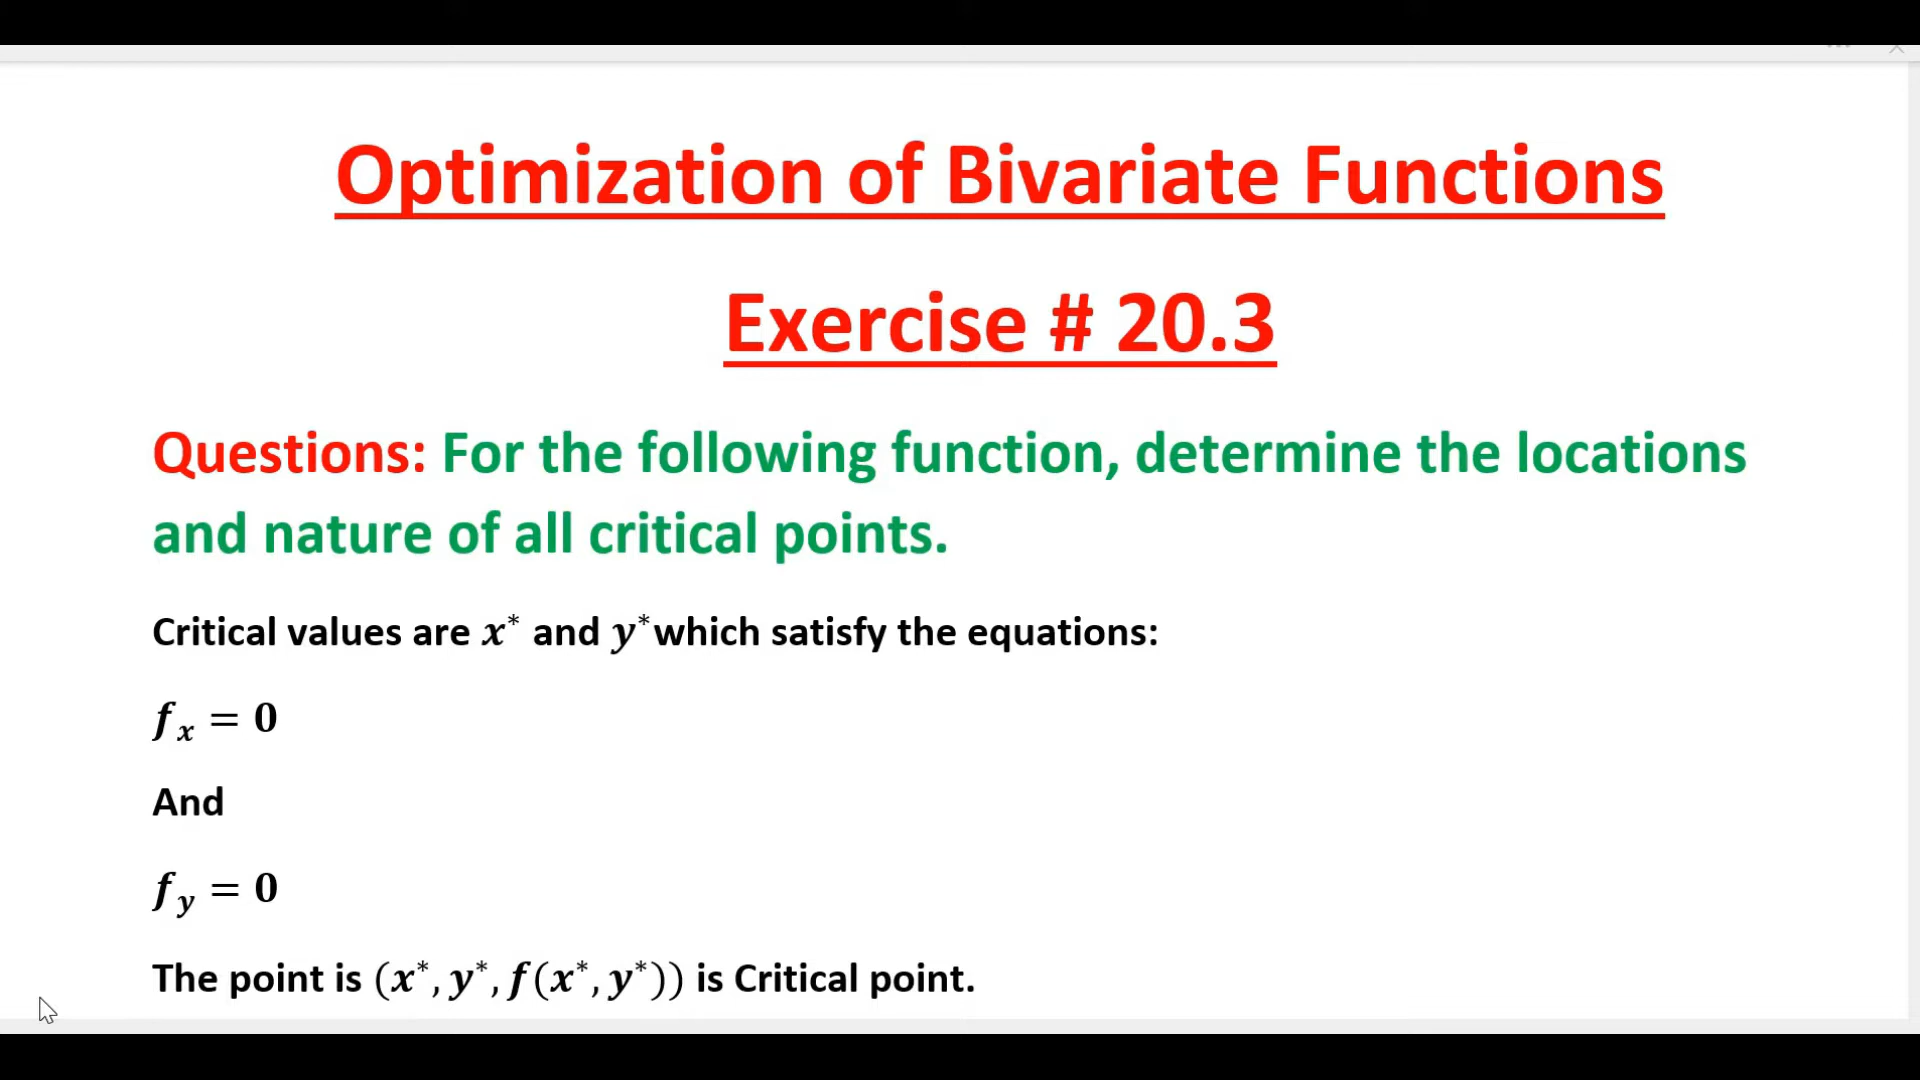 Optimization of Bivariate Functions
Exercise # 20.3
Questions: For the following function, determine the locations
and nature of all critical points.
Critical values are x* and y*which satisfy the equations:
fₓ = 0
And
f_y = 0
The point is (x*, y*, f(x*, y*)) is Critical point.